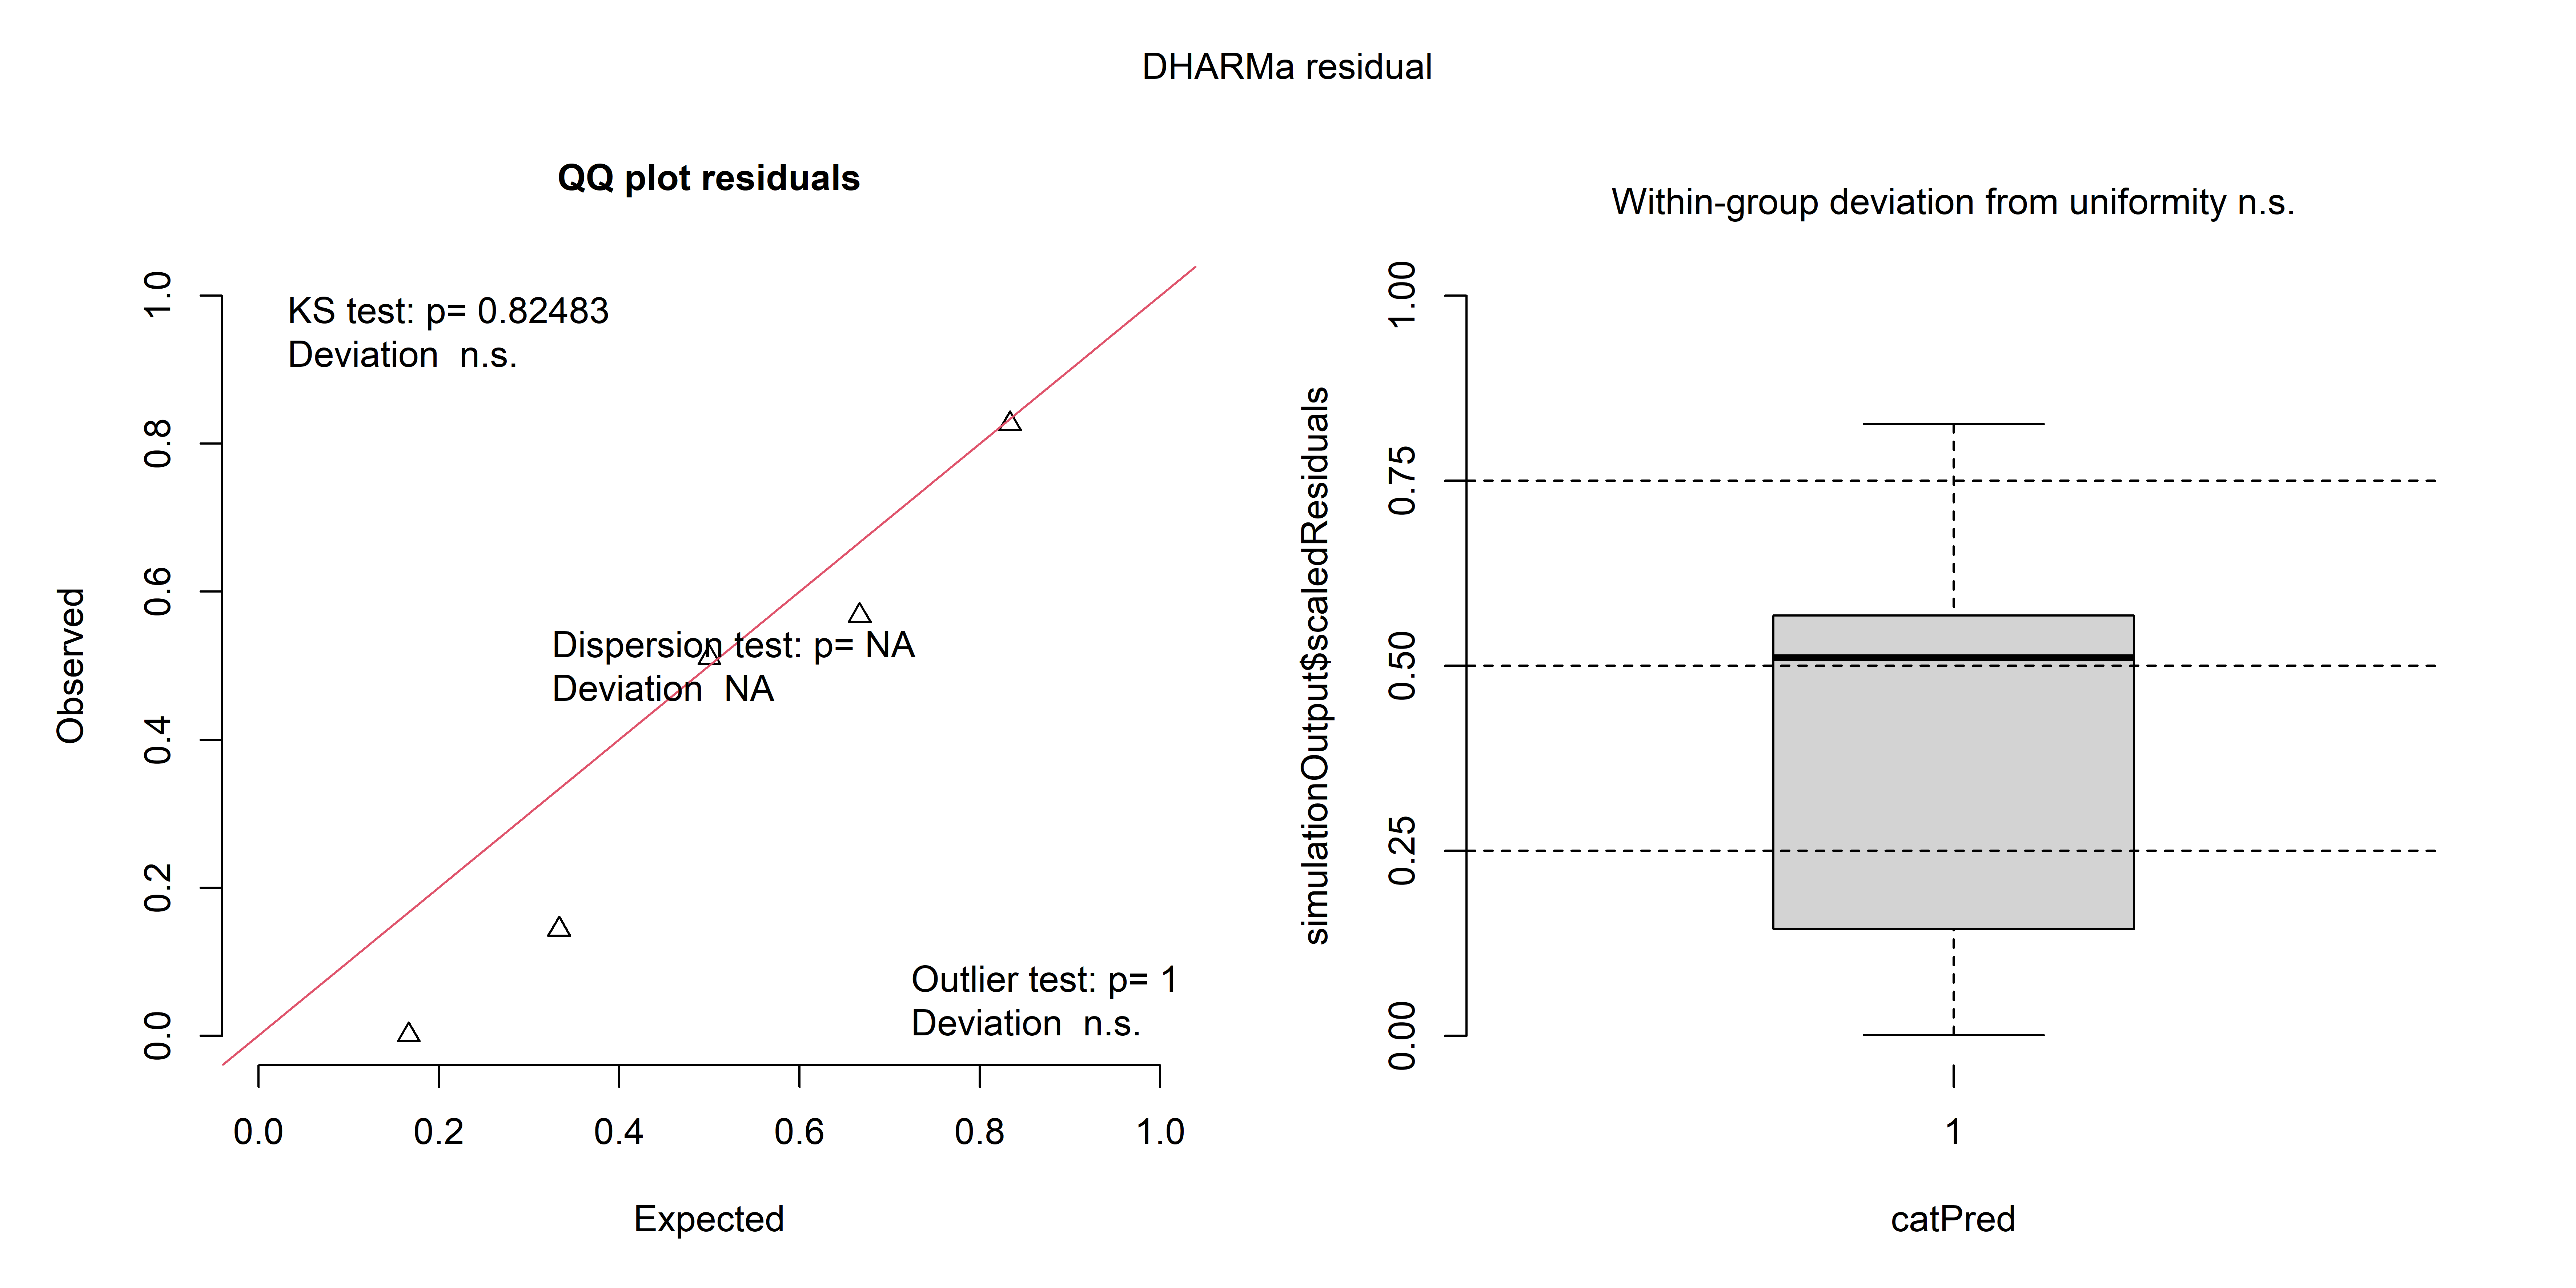 DHARMa residual
QQ plot residuals
KS test: p= 0.82483
Deviation  n.s.
Dispersion test: p= NA
Deviation  NA
Outlier test: p= 1
Deviation  n.s.
Observed
1.0
0.8
0.6
0.4
0.2
0.0
0.0 0.2 0.4 0.6 0.8 1.0
Expected
Within-group deviation from uniformity n.s.
simulationOutput$scaledResiduals
1.00
0.75
0.50
0.25
0.00
1
catPred